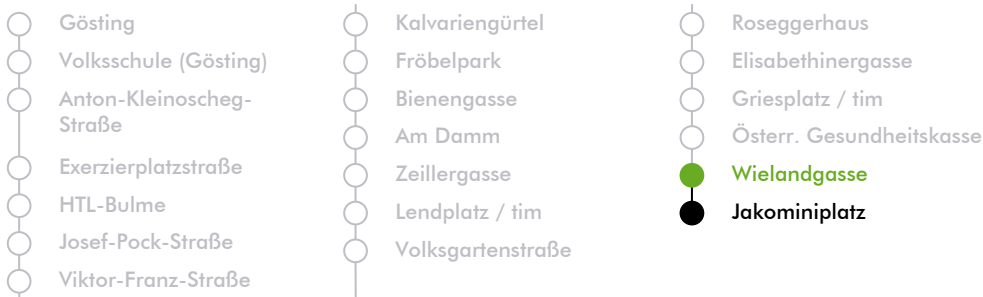 Gösting
Volksschule (Gösting)
Anton-Kleinoscheg-
Straße
Exerzierplatzstraße
HTL-Bulme
Josef-Pock-Straße
Viktor-Franz-Straße
Kalvariengürtel
Fröbelpark
Bienengasse
Am Damm
Zeillergasse
Lendplatz / tim
Volksgartenstraße
Roseggerhaus
Elisabethinergasse
Griesplatz / tim
Österr. Gesundheitskasse
Wielandgasse
Jakominiplatz